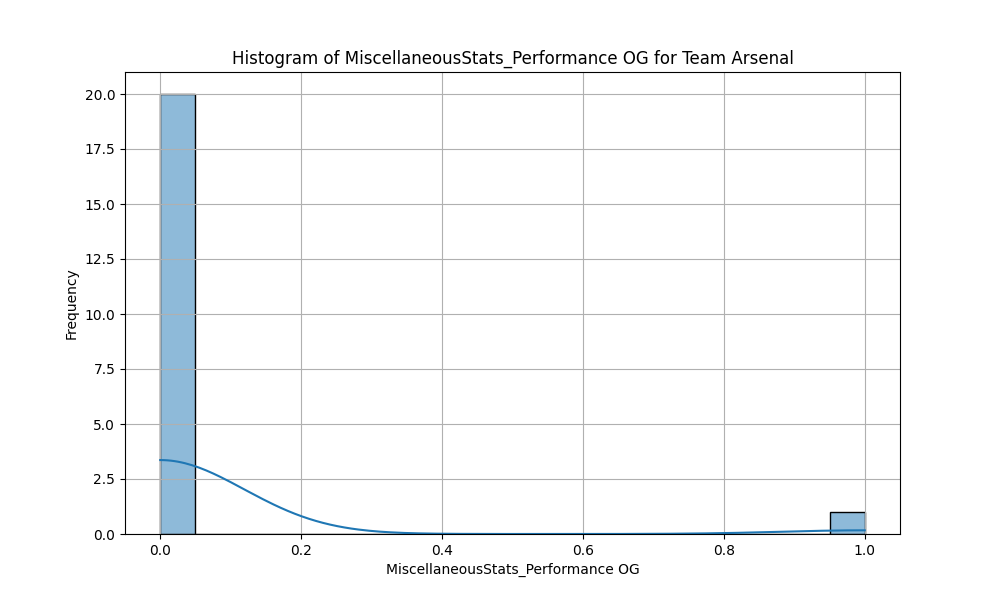 Histogram of MiscellaneousStats_Performance OG for Team Arsenal
20.0
17.5
15.0
12.5
10.0
7.5
5.0
2.5
0.0
Frequency
0.0 0.2 0.4 0.6 0.8 1.0
MiscellaneousStats_Performance OG